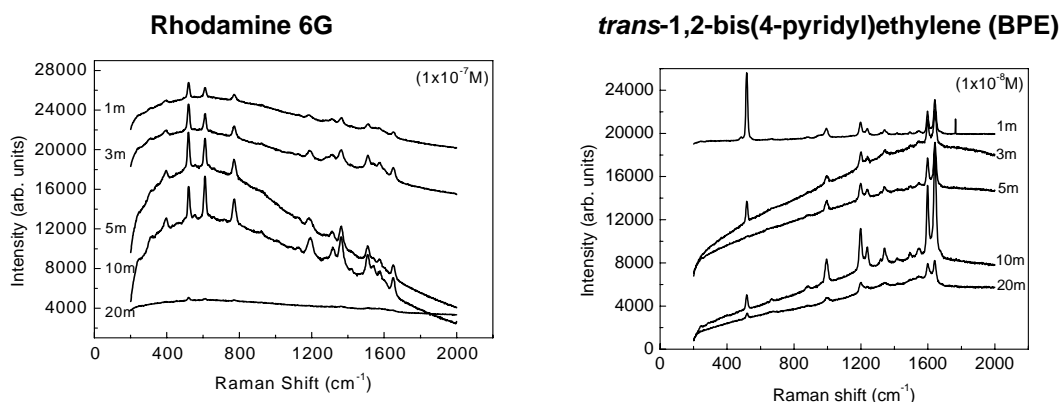 Rhodamine 6G
28000
24000
20000
16000
12000
8000
4000
Intensity (arb. units)
(1x10⁻⁷M)
1m
3m
5m
10m
20m
0 400 800 1200 1600 2000
Raman Shift (cm⁻¹)
trans-1,2-bis(4-pyridyl)ethylene (BPE)
24000
20000
16000
12000
8000
4000
0
Intensity (arb. units)
(1x10⁻⁸M)
1m
3m
5m
10m
20m
0 400 800 1200 1600 2000
Raman shift (cm⁻¹)